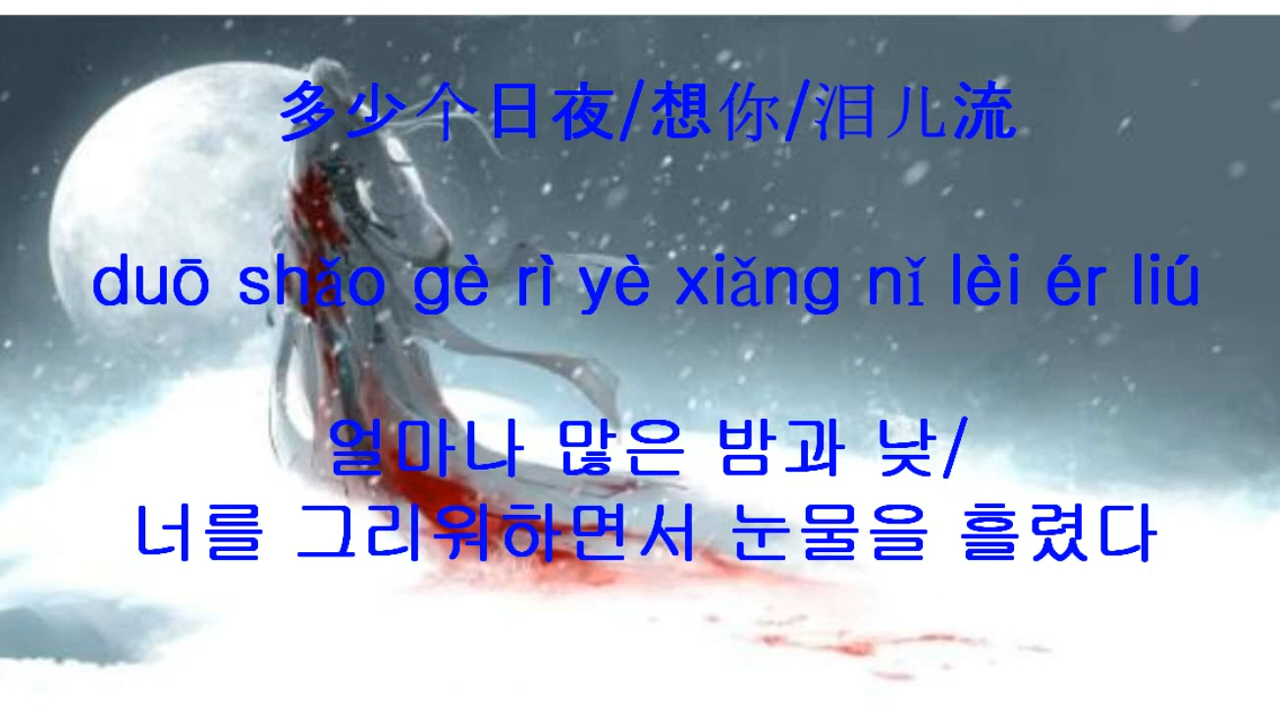 多少个日夜/想你/泪儿流
duō shǎo gè rì yè xiǎng nǐ lèi ér liú
얼마나 많은 밤과 낮/
너를 그리워하면서 눈물을 흘렸다